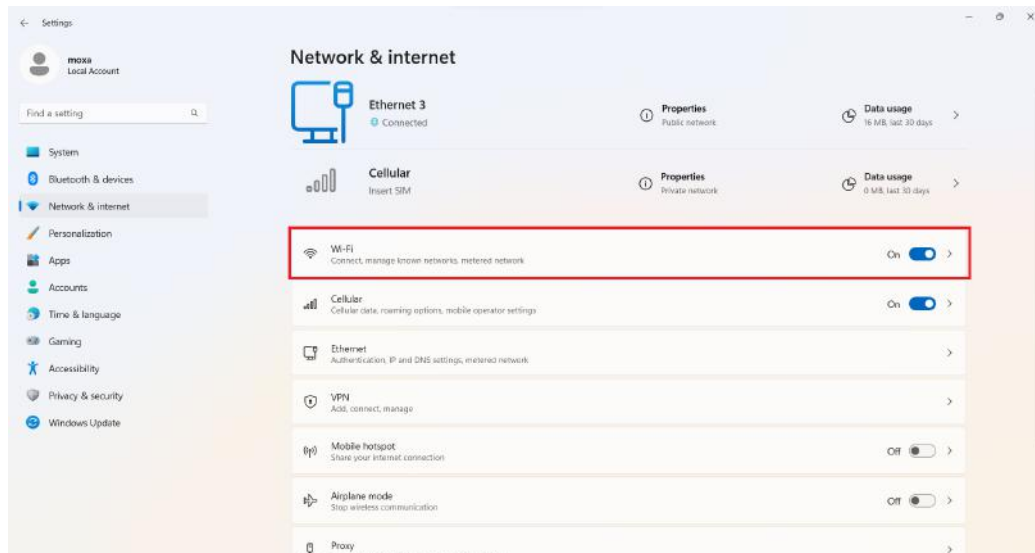 Settings
moxa
Local Account
Find a setting
System
Bluetooth & devices
Network & internet
Personalization
Apps
Accounts
Time & language
Gaming
Accessibility
Privacy & security
Windows Update
Network & internet
Ethernet 3
Connected
Properties
Public network
Data usage
16 MB, last 30 days
Cellular
Insert SIM
Properties
Private network
Data usage
0 MB, last 30 days
Wi-Fi
Connect, manage known networks, metered network
On
Cellular
Cellular data, roaming options, mobile operator settings
On
Ethernet
Authentication, IP and DNS settings, metered network
VPN
Add, connect, manage
Mobile hotspot
Share your internet connection
Off
Airplane mode
Stop wireless communication
Off
Proxy